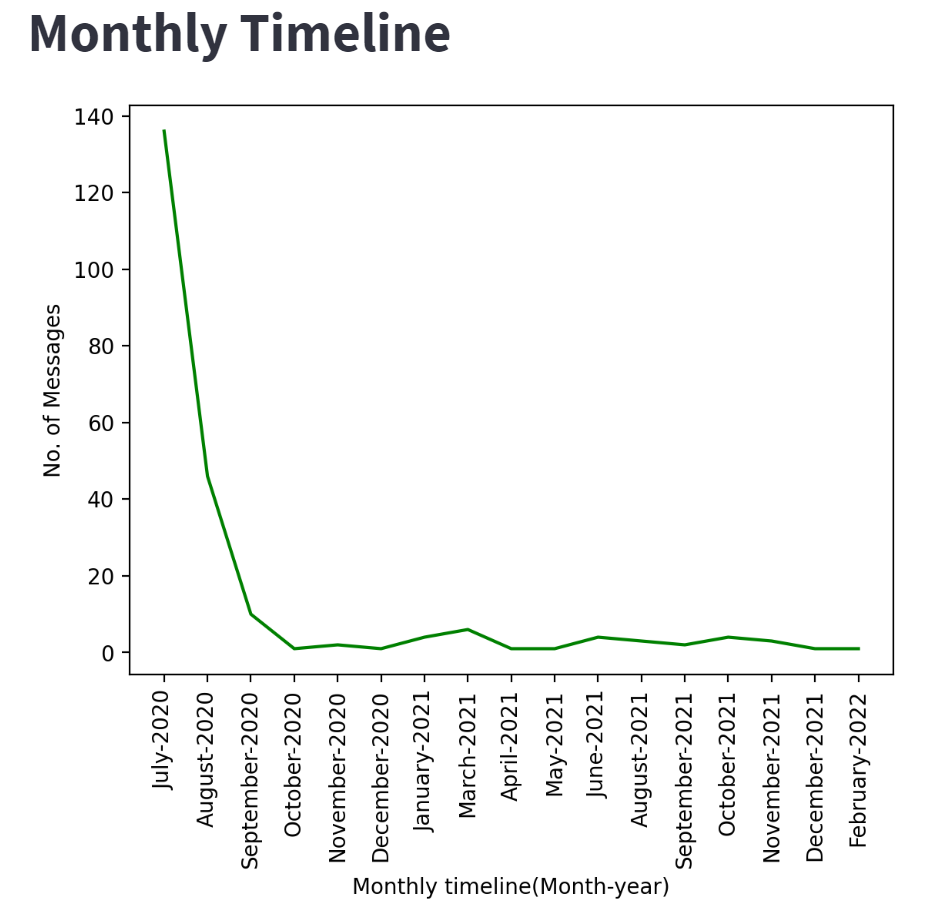 Monthly Timeline
140
120
100
80
60
40
20
0
No. of Messages
July-2020
August-2020
September-2020
October-2020
November-2020
December-2020
January-2021
March-2021
April-2021
May-2021
June-2021
August-2021
September-2021
October-2021
November-2021
December-2021
February-2022
Monthly timeline(Month-year)